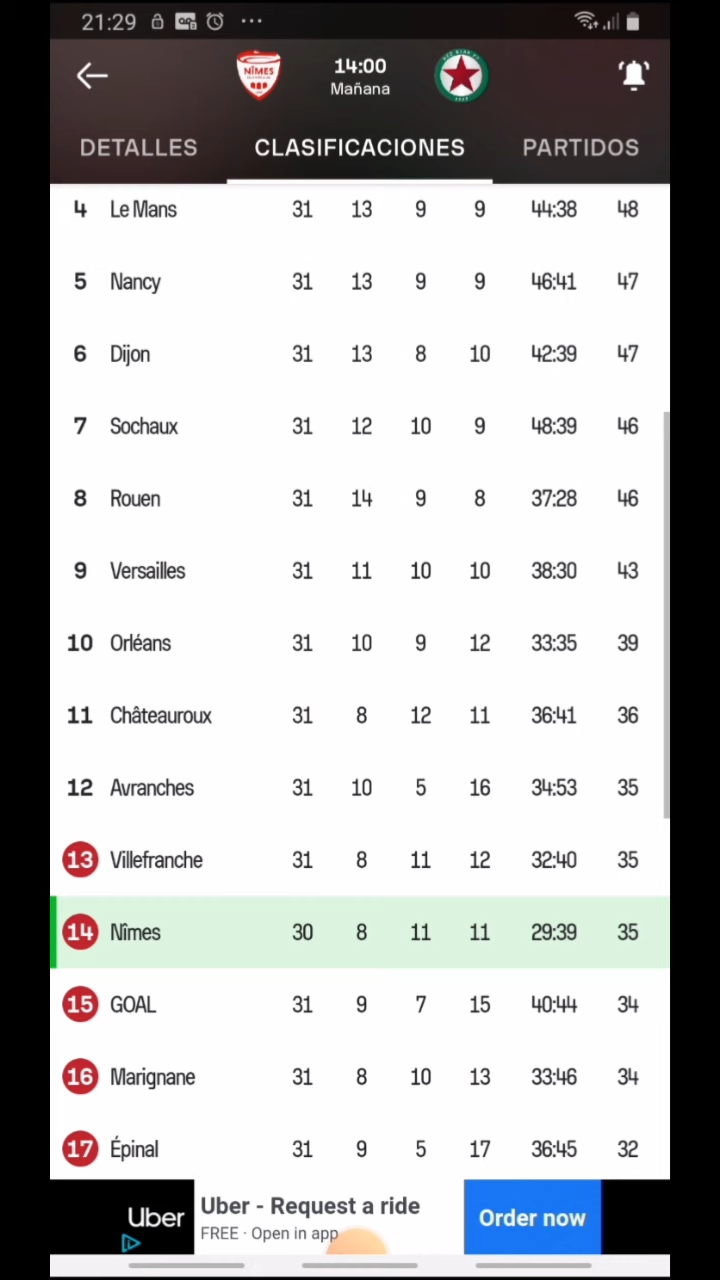 21:29
NÎMES
14:00
Mañana
DETALLES CLASIFICACIONES PARTIDOS
4 Le Mans 31 13 9 9 44:38 48
5 Nancy 31 13 9 9 46:41 47
6 Dijon 31 13 8 10 42:39 47
7 Sochaux 31 12 10 9 48:39 46
8 Rouen 31 14 9 8 37:28 46
9 Versailles 31 11 10 10 38:30 43
10 Orléans 31 10 9 12 33:35 39
11 Châteauroux 31 8 12 11 36:41 36
12 Avranches 31 10 5 16 34:53 35
13 Villefranche 31 8 11 12 32:40 35
14 Nîmes 30 8 11 11 29:39 35
15 GOAL 31 9 7 15 40:44 34
16 Marignane 31 8 10 13 33:46 34
17 Épinal 31 9 5 17 36:45 32
Uber
Uber - Request a ride
FREE · Open in app
Order now